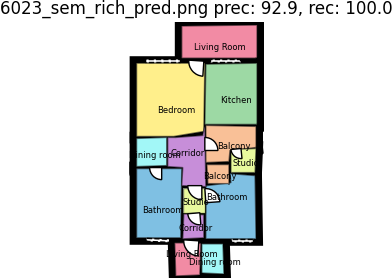 6023_sem_rich_pred.png prec: 92.9, rec: 100.0
Living Room
Kitchen
Bedroom
Balcony
Corridor
Dining room
Studio
Balcony
Bathroom
Studio
Bathroom
Corridor
Living Room
Dining room